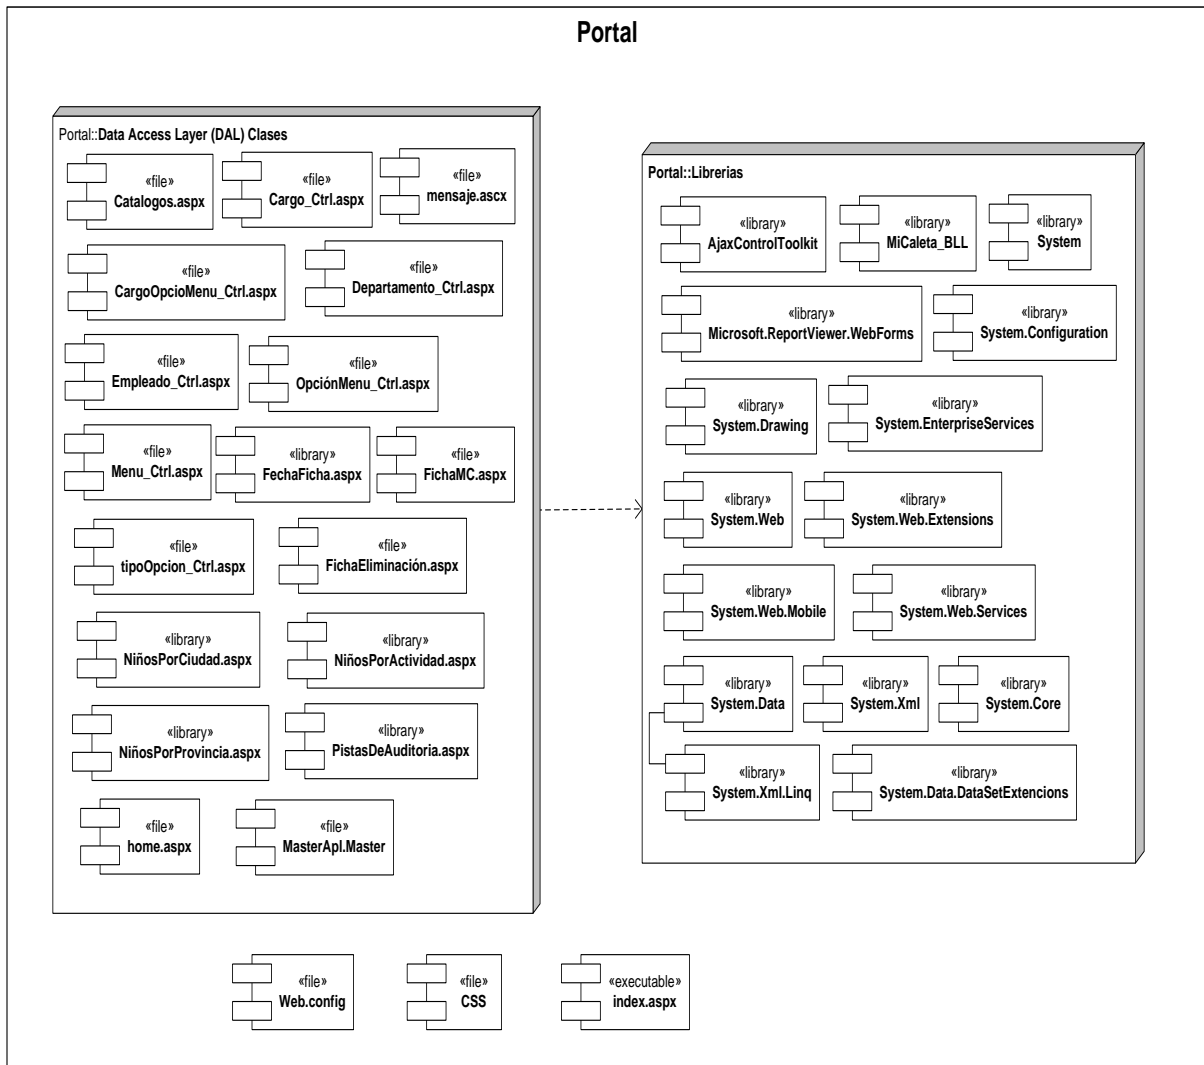 Portal
Portal::Data Access Layer (DAL) Clases
«file»
Catalogos.aspx
«file»
Cargo_Ctrl.aspx
«file»
mensaje.ascx
«file»
CargoOpcioMenu_Ctrl.aspx
«file»
Departamento_Ctrl.aspx
«file»
Empleado_Ctrl.aspx
«file»
OpciónMenu_Ctrl.aspx
«file»
Menu_Ctrl.aspx
«library»
FechaFicha.aspx
«file»
FichaMC.aspx
«file»
tipoOpcion_Ctrl.aspx
«file»
FichaEliminación.aspx
«library»
NiñosPorCiudad.aspx
«library»
NiñosPorActividad.aspx
«library»
NiñosPorProvincia.aspx
«library»
PistasDeAuditoria.aspx
«file»
home.aspx
«file»
MasterApl.Master
Portal::Librerias
«library»
AjaxControlToolkit
«library»
MiCaleta_BLL
«library»
System
«library»
Microsoft.ReportViewer.WebForms
«library»
System.Configuration
«library»
System.Drawing
«library»
System.EnterpriseServices
«library»
System.Web
«library»
System.Web.Extensions
«library»
System.Web.Mobile
«library»
System.Web.Services
«library»
System.Data
«library»
System.Xml
«library»
System.Core
«library»
System.Xml.Linq
«library»
System.Data.DataSetExtencions
«file»
Web.config
«file»
CSS
«executable»
index.aspx